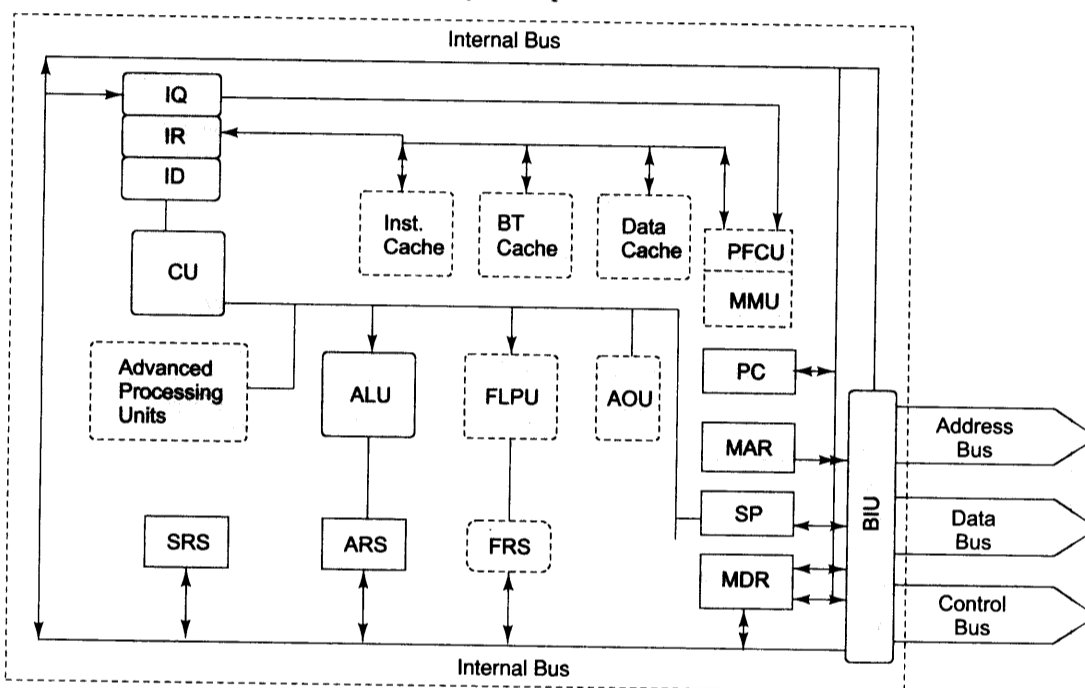 Internal Bus
IQ
IR
ID
CU
Inst.
Cache
BT
Cache
Data
Cache
PFCU
MMU
Advanced
Processing
Units
ALU
FLPU
AOU
PC
MAR
SP
MDR
SRS
ARS
FRS
BIU
Address
Bus
Data
Bus
Control
Bus
Internal Bus